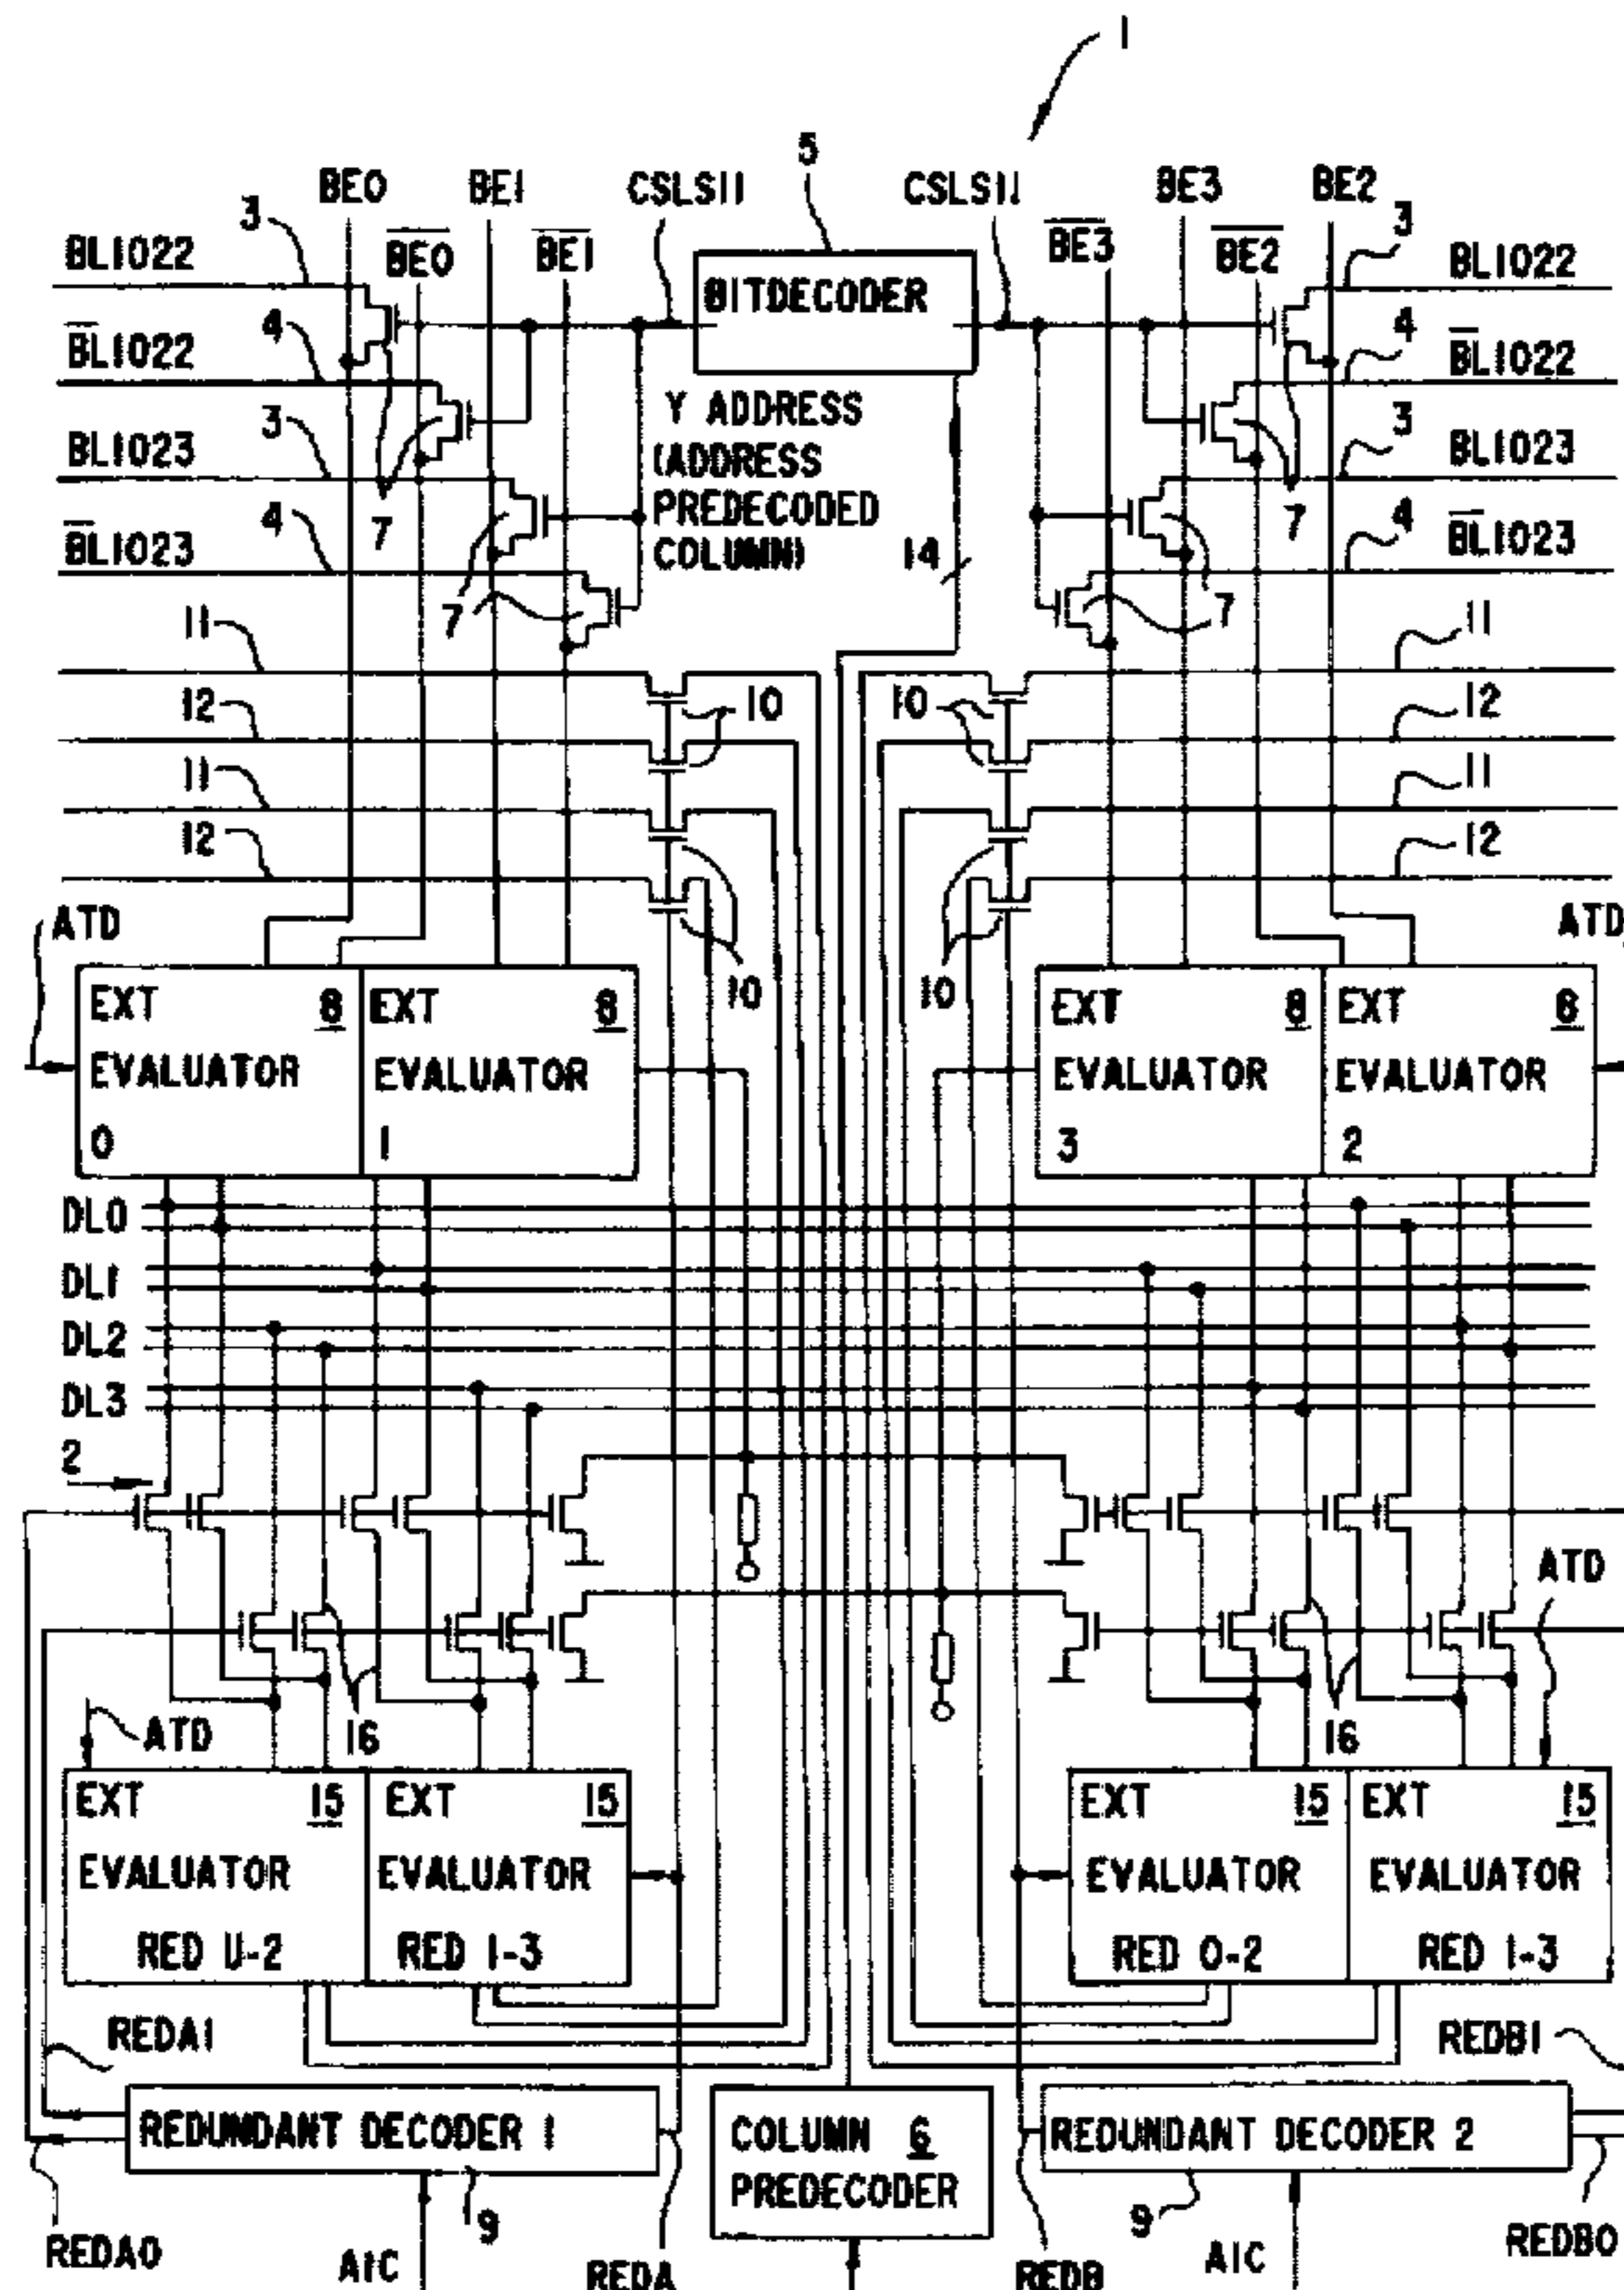 1
5
BE0 BE1 CSLS11 CSLS11 BE3 BE2
3 BE0 BE1 BE3 BE2 3
BL1022 BITDECODER BL1022
4 4
BL1022 BL1022
Y ADDRESS
3 (ADDRESS 3
BL1023 PREDECODED BL1023
4 7 COLUMN) 14 7 4
BL1023 BL1023
7 7
11 11
12 10 10 12
11 11
12 12
ATD ATD
10 10
EXT 8 EXT 8 EXT 8 EXT 8
EVALUATOR EVALUATOR EVALUATOR EVALUATOR
0 1 3 2
DL0
DL1
DL2
DL3
2
ATD
ATD 16 16
EXT 15 EXT 15 EXT 15 EXT 15
EVALUATOR EVALUATOR EVALUATOR EVALUATOR
RED 0-2 RED 1-3 RED 0-2 RED 1-3
REDA1 REDB1
REDUNDANT DECODER 1 COLUMN 6 REDUNDANT DECODER 2
PREDECODER
9 9
REDA0 A1C REDA REDB A1C REDB0